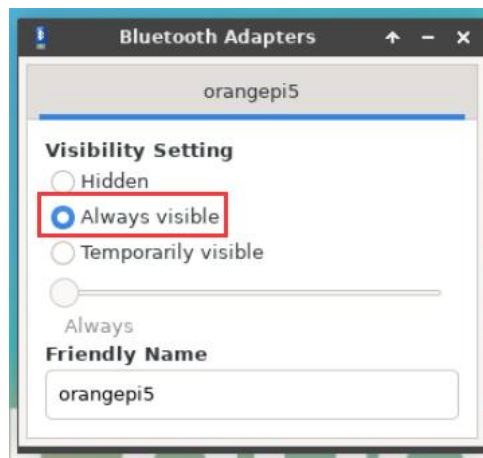 Bluetooth Adapters
orangepi5
Visibility Setting
Hidden
Always visible
Temporarily visible
Always
Friendly Name
orangepi5